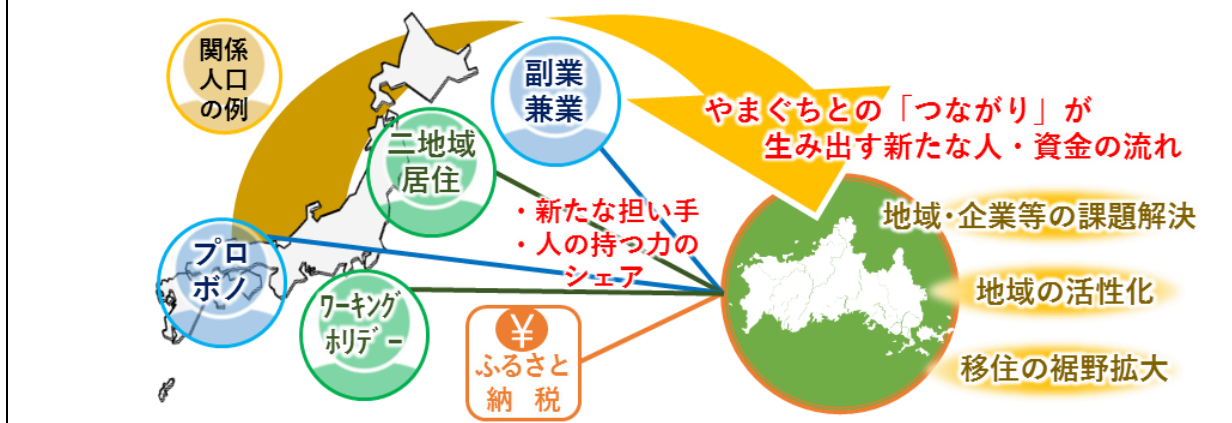 関係
人口
の例
副業
兼業
二地域
居住
プロ
ボノ
ﾜｰｷﾝｸﾞ
ﾎﾘﾃﾞｰ
¥
ふるさと
納 税
・新たな担い手
・人の持つ力の
シェア
やまぐちとの「つながり」が
生み出す新たな人・資金の流れ
地域・企業等の課題解決
地域の活性化
移住の裾野拡大